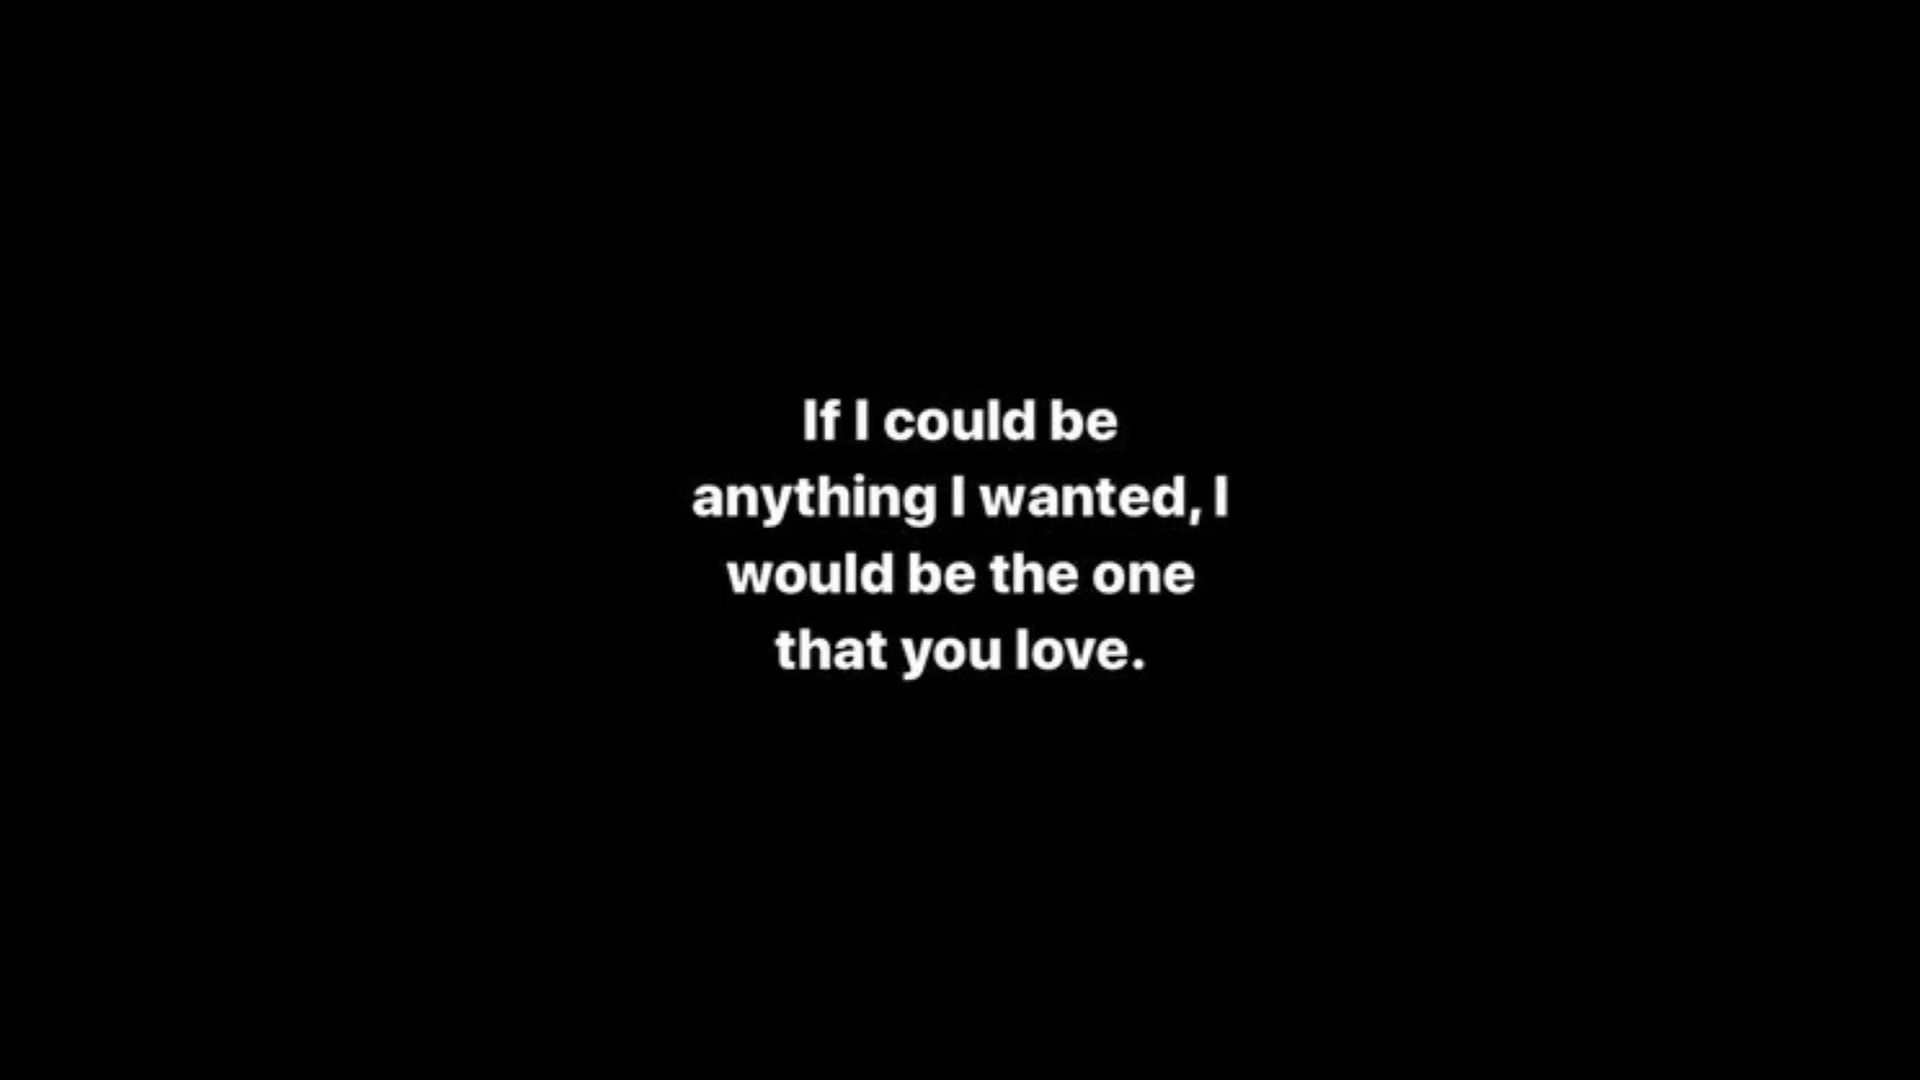 If I could be
anything I wanted, I
would be the one
that you love.